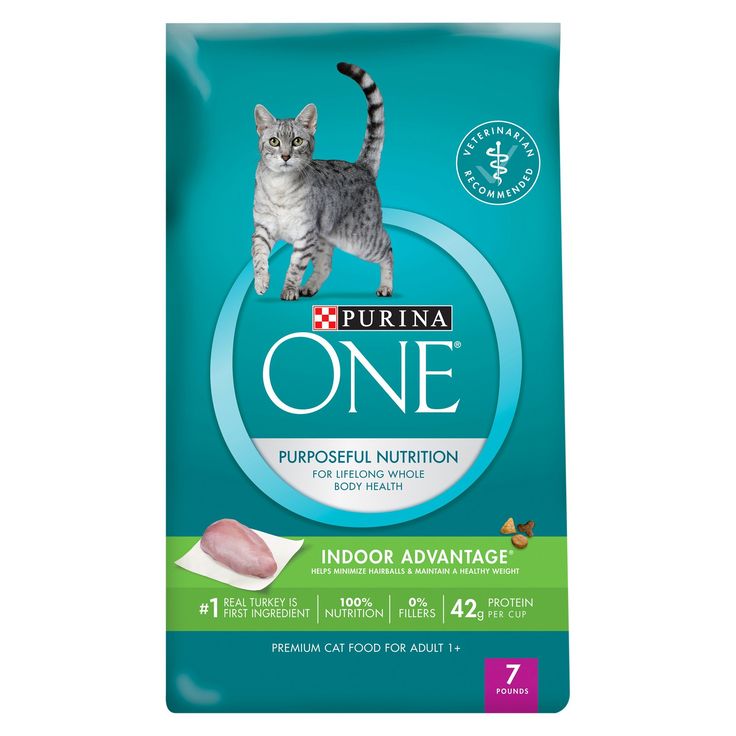 VETERINARIAN
RECOMMENDED
PURINA
ONE®
PURPOSEFUL NUTRITION
FOR LIFELONG WHOLE
BODY HEALTH
INDOOR ADVANTAGE®
HELPS MINIMIZE HAIRBALLS & MAINTAIN A HEALTHY WEIGHT
#1 REAL TURKEY IS
FIRST INGREDIENT
100%
NUTRITION
0%
FILLERS
42g PROTEIN
PER CUP
PREMIUM CAT FOOD FOR ADULT 1+
7
POUNDS